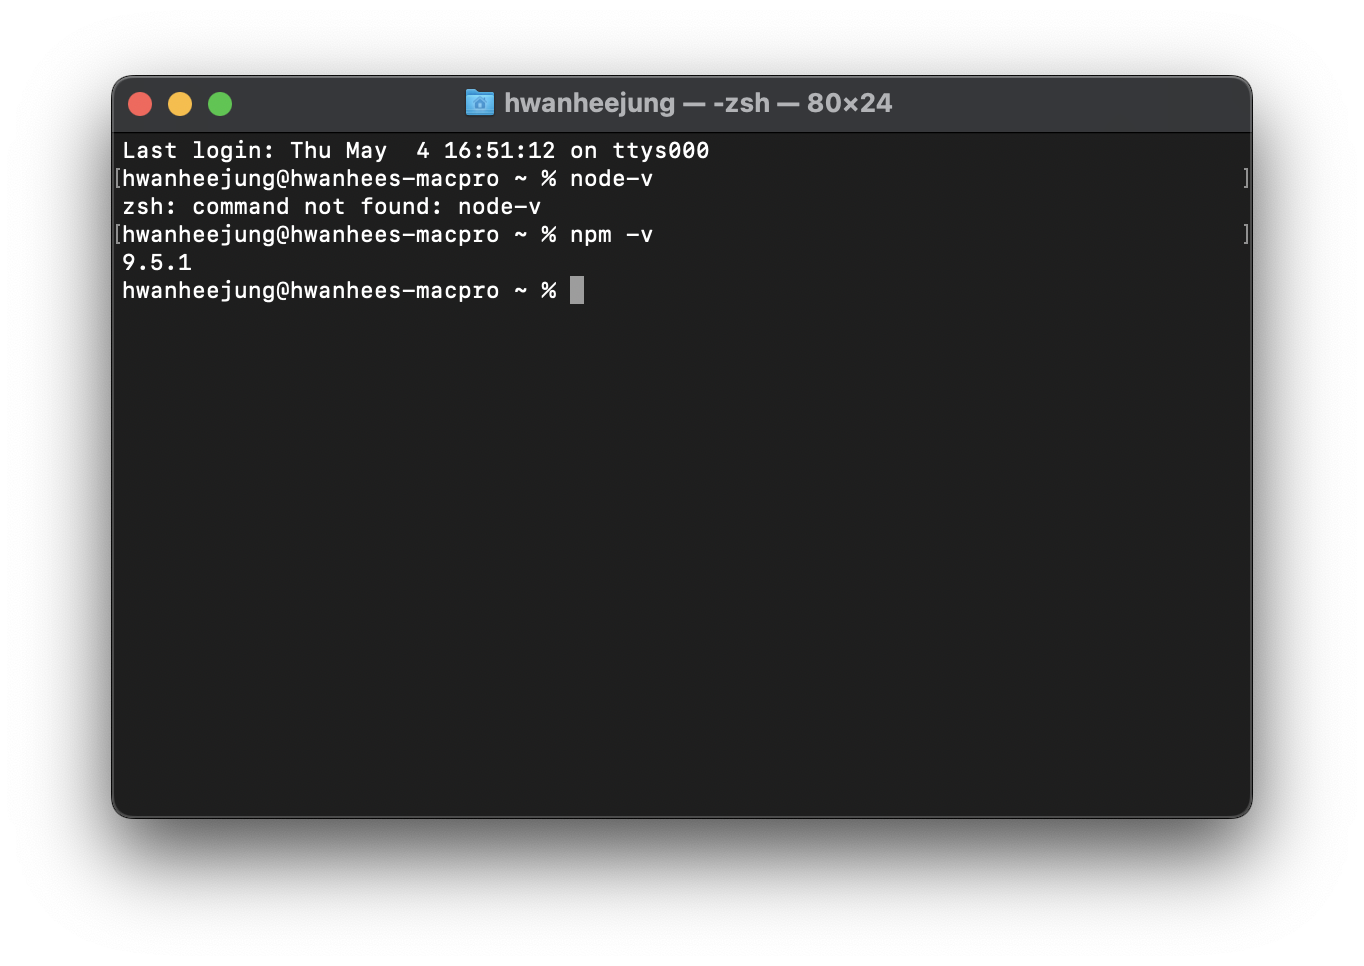 hwanheejung — -zsh — 80×24
Last login: Thu May  4 16:51:12 on ttys000
[hwanheejung@hwanhees-macpro ~ % node-v ]
zsh: command not found: node-v
[hwanheejung@hwanhees-macpro ~ % npm -v ]
9.5.1
hwanheejung@hwanhees-macpro ~ %